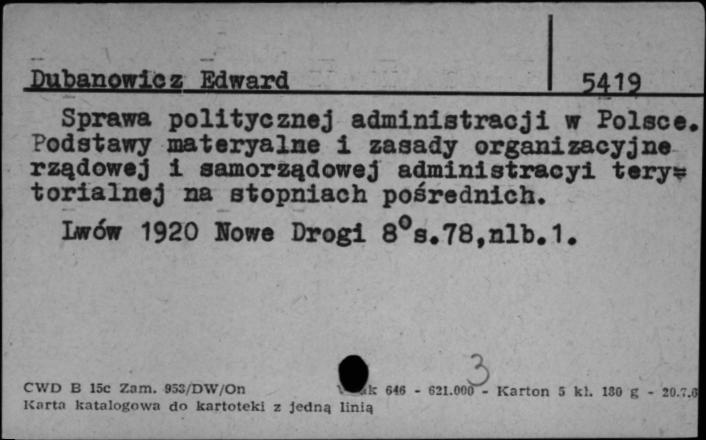 Dubanowicz Edward 5419
Sprawa politycznej administracji w Polsce.
Podstawy materyalne i zasady organizacyjne
rządowej i samorządowej administracyi tery=
torialnej na stopniach pośrednich.
Lwów 1920 Nowe Drogi 8° s.78,nlb.1.
3
CWD B 15c Zam. 953/DW/On 646 - 621.000 - Karton 5 kl. 180 g - 20.7.6
Karta katalogowa do kartoteki z jedną linią